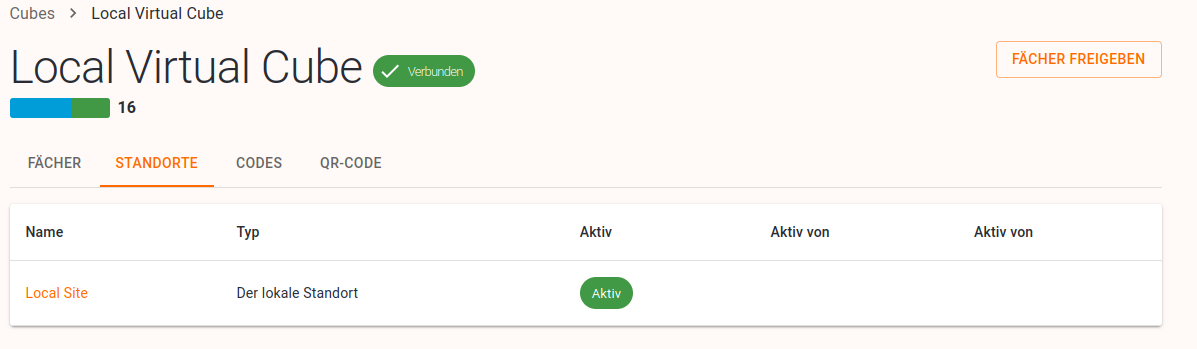 Cubes > Local Virtual Cube
Local Virtual Cube Verbunden FÄCHER FREIGEBEN
16
FÄCHER STANDORTE CODES QR-CODE
Name Typ Aktiv Aktiv von Aktiv von
Local Site Der lokale Standort Aktiv